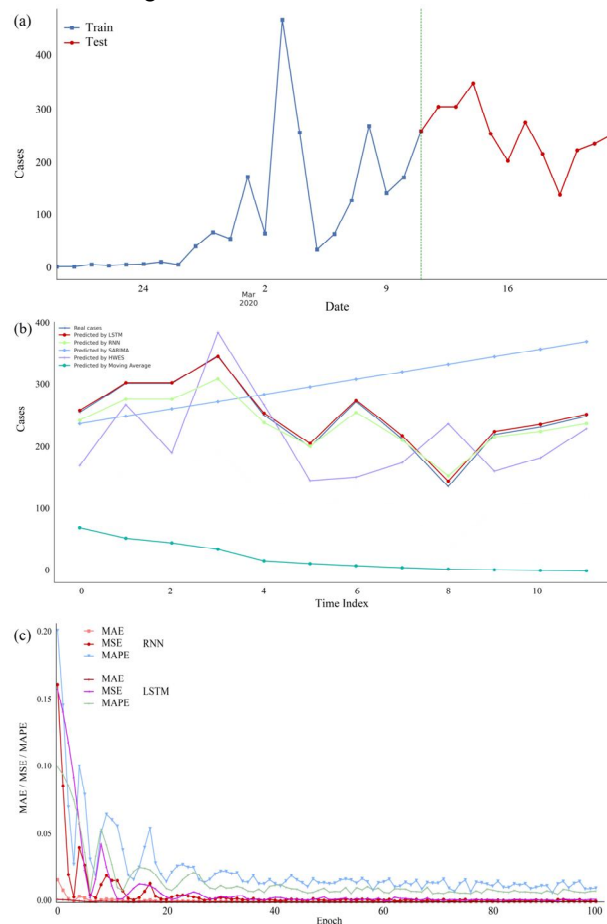 (a)
Train
Test
400
300
200
100
0
Cases
24
2
9
16
Mar
2020
Date
(b)
400
Real cases
Predicted by LSTM
Predicted by RNN
Predicted by SARIMA
Predicted by HWES
Predicted by Moving Average
300
200
100
0
Cases
0 2 4 6 8 10
Time Index
(c)
0.20
MAE
MSE RNN
MAPE
MAE
MSE LSTM
MAPE
0.15
0.10
0.05
0.00
MAE / MSE / MAPE
0 20 40 60 80 100
Epoch